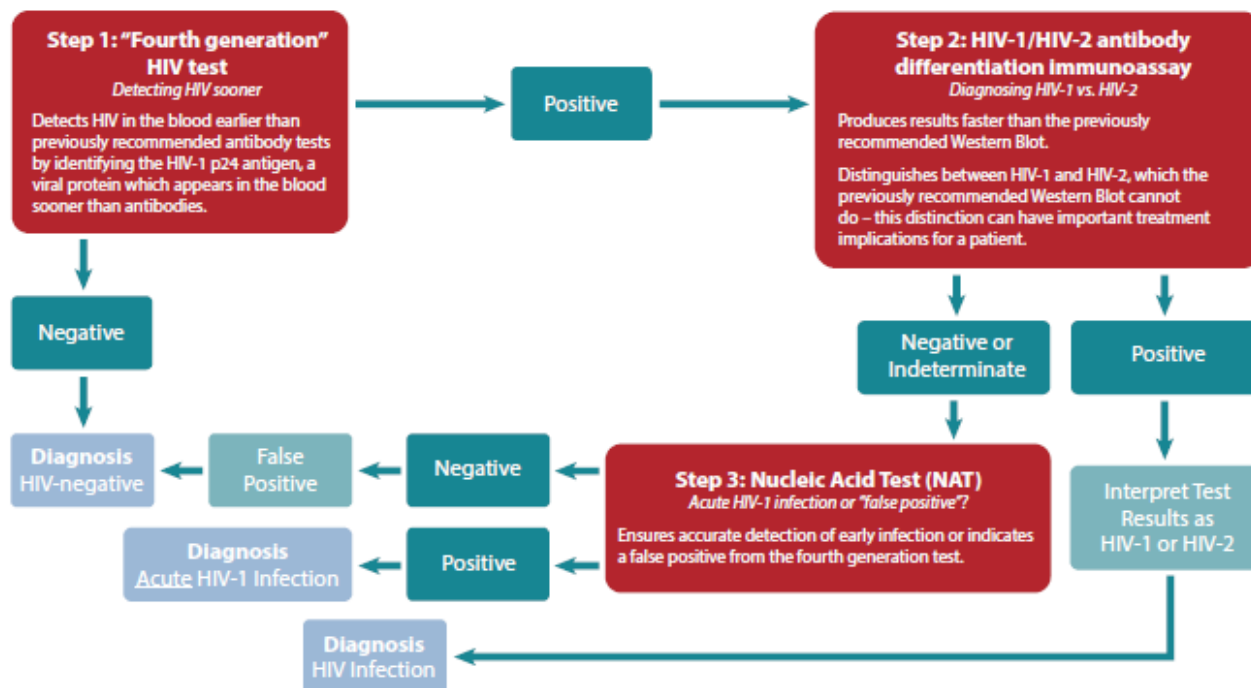 Step 1: “Fourth generation”
HIV test
Detecting HIV sooner
Detects HIV in the blood earlier than
previously recommended antibody tests
by identifying the HIV-1 p24 antigen, a
viral protein which appears in the blood
sooner than antibodies.
Positive
Step 2: HIV-1/HIV-2 antibody
differentiation immunoassay
Diagnosing HIV-1 vs. HIV-2
Produces results faster than the previously
recommended Western Blot.
Distinguishes between HIV-1 and HIV-2, which the
previously recommended Western Blot cannot
do – this distinction can have important treatment
implications for a patient.
Negative
Negative or
Indeterminate
Positive
Diagnosis
HIV-negative
False
Positive
Negative
Step 3: Nucleic Acid Test (NAT)
Acute HIV-1 infection or “false positive”?
Ensures accurate detection of early infection or indicates
a false positive from the fourth generation test.
Interpret Test
Results as
HIV-1 or HIV-2
Diagnosis
Acute HIV-1 Infection
Positive
Diagnosis
HIV Infection